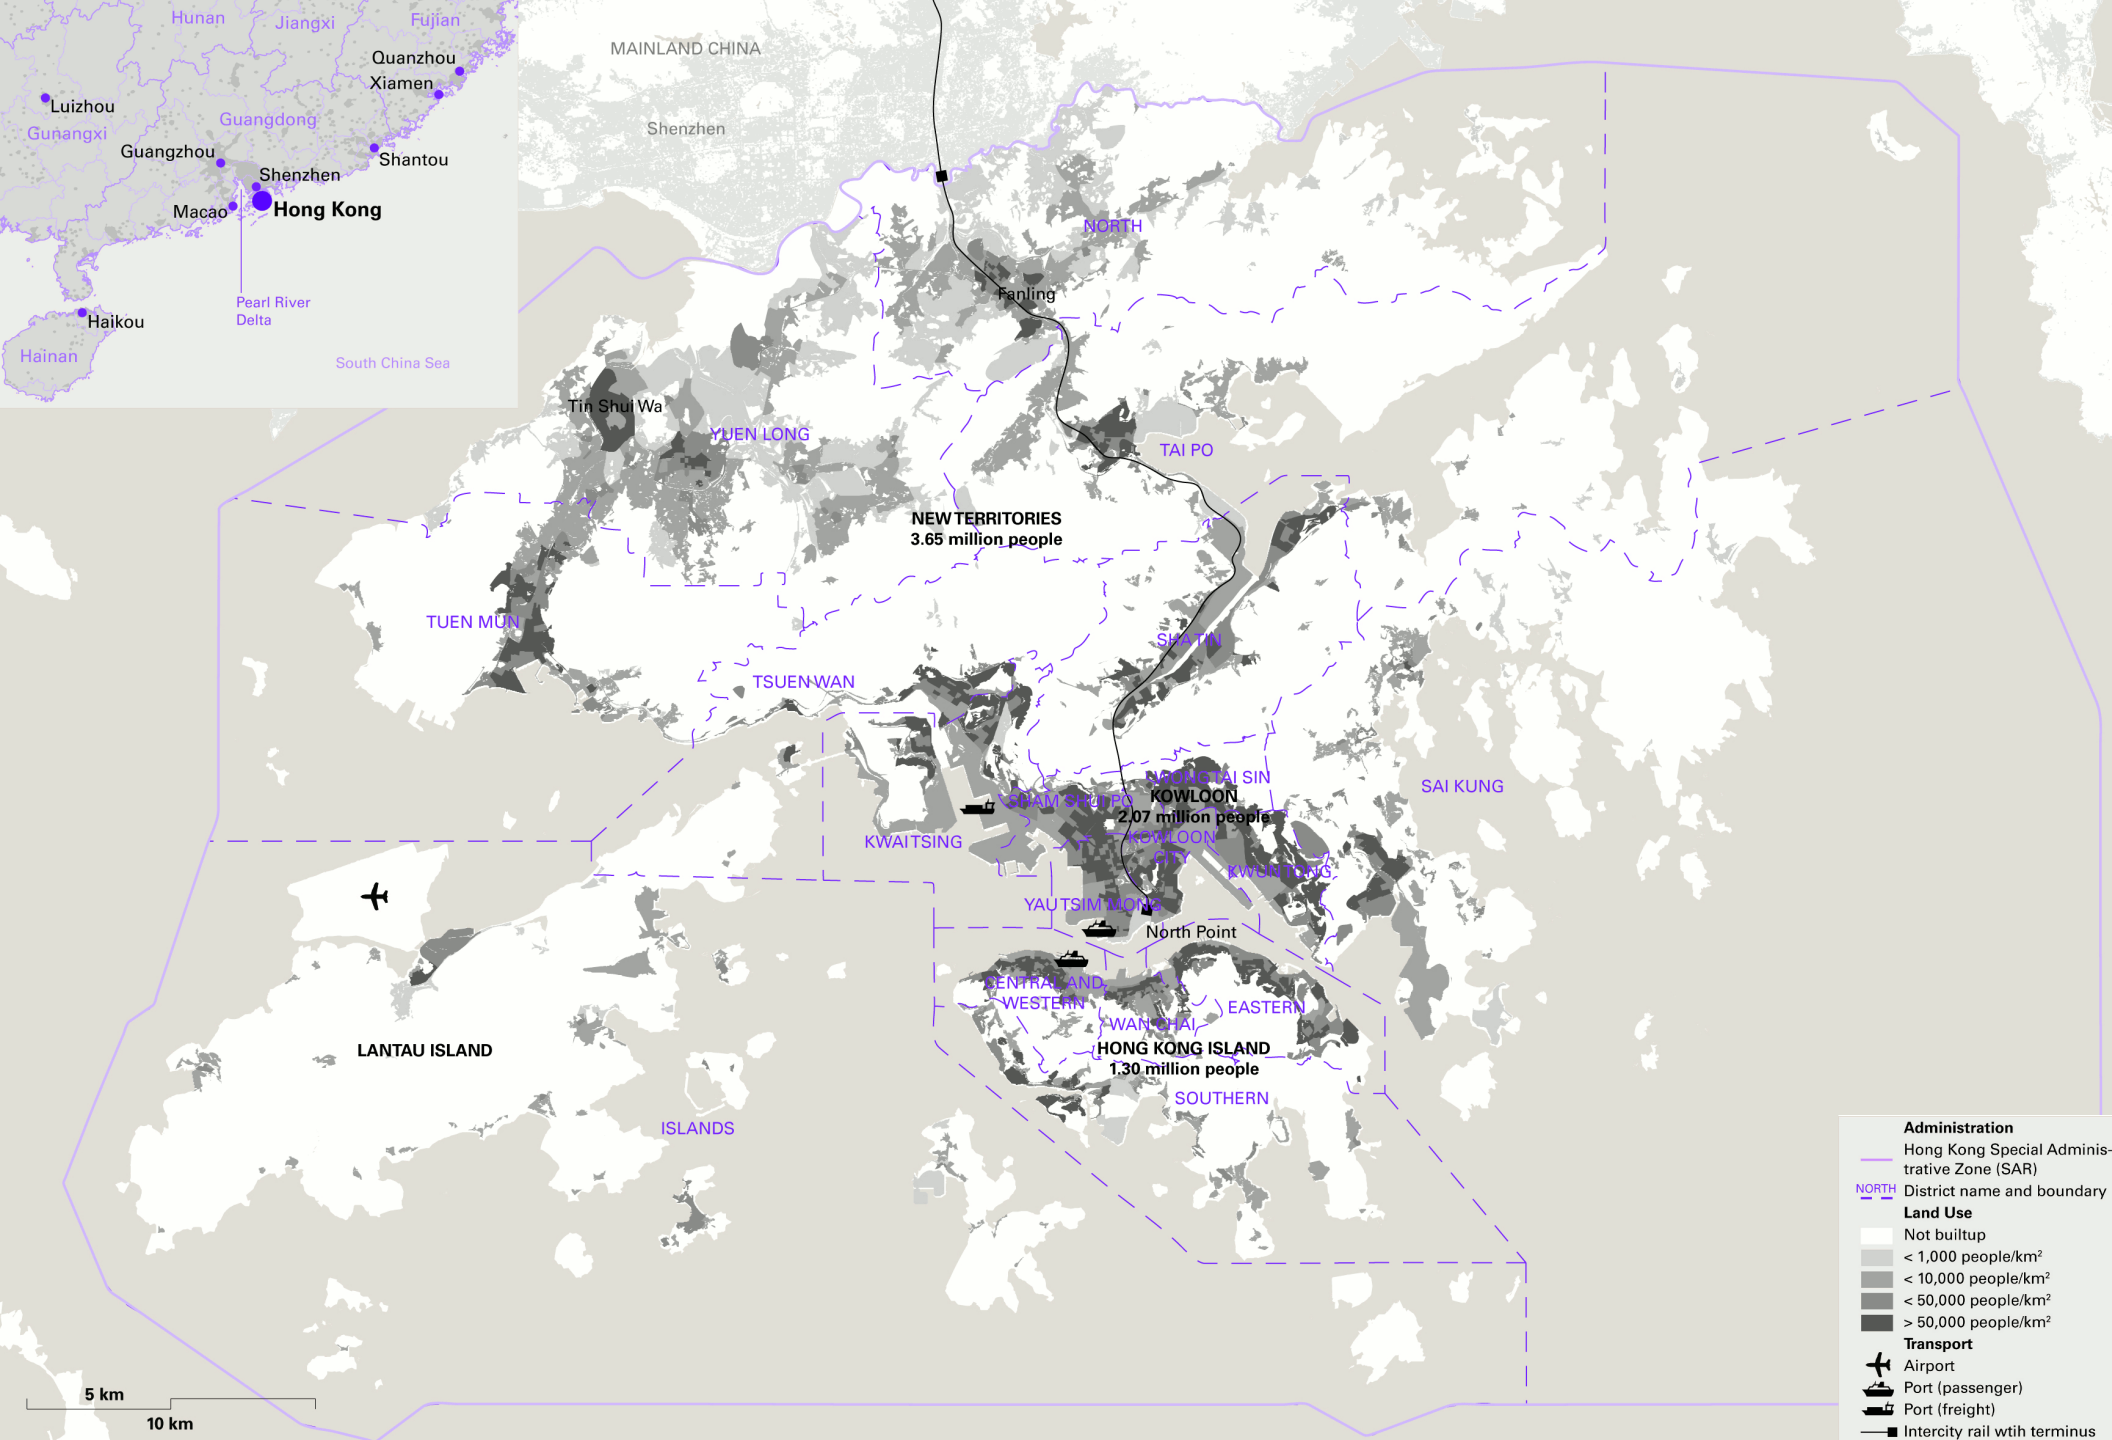 Hunan
Jiangxi
Fujian
Quanzhou
Xiamen
Luizhou
Gunangxi
Guangdong
Guangzhou
Shantou
Shenzhen
Macao
Hong Kong
Pearl River
Delta
Haikou
Hainan
South China Sea
MAINLAND CHINA
Shenzhen
NORTH
Fanling
Tin Shui Wa
YUEN LONG
TAI PO
NEW TERRITORIES
3.65 million people
TUEN MUN
SHA TIN
TSUEN WAN
WONG TAI SIN
SAI KUNG
KOWLOON
2.07 million people
SHAM SHUI PO
KWAI TSING
KOWLOON
CITY
KWUN TONG
YAU TSIM MONG
North Point
CENTRAL AND
WESTERN
EASTERN
WAN CHAI
LANTAU ISLAND
HONG KONG ISLAND
1.30 million people
SOUTHERN
ISLANDS
Administration
Hong Kong Special Adminis-
trative Zone (SAR)
NORTH District name and boundary
Land Use
Not builtup
< 1,000 people/km²
< 10,000 people/km²
< 50,000 people/km²
> 50,000 people/km²
Transport
Airport
Port (passenger)
Port (freight)
Intercity rail wtih terminus
5 km
10 km